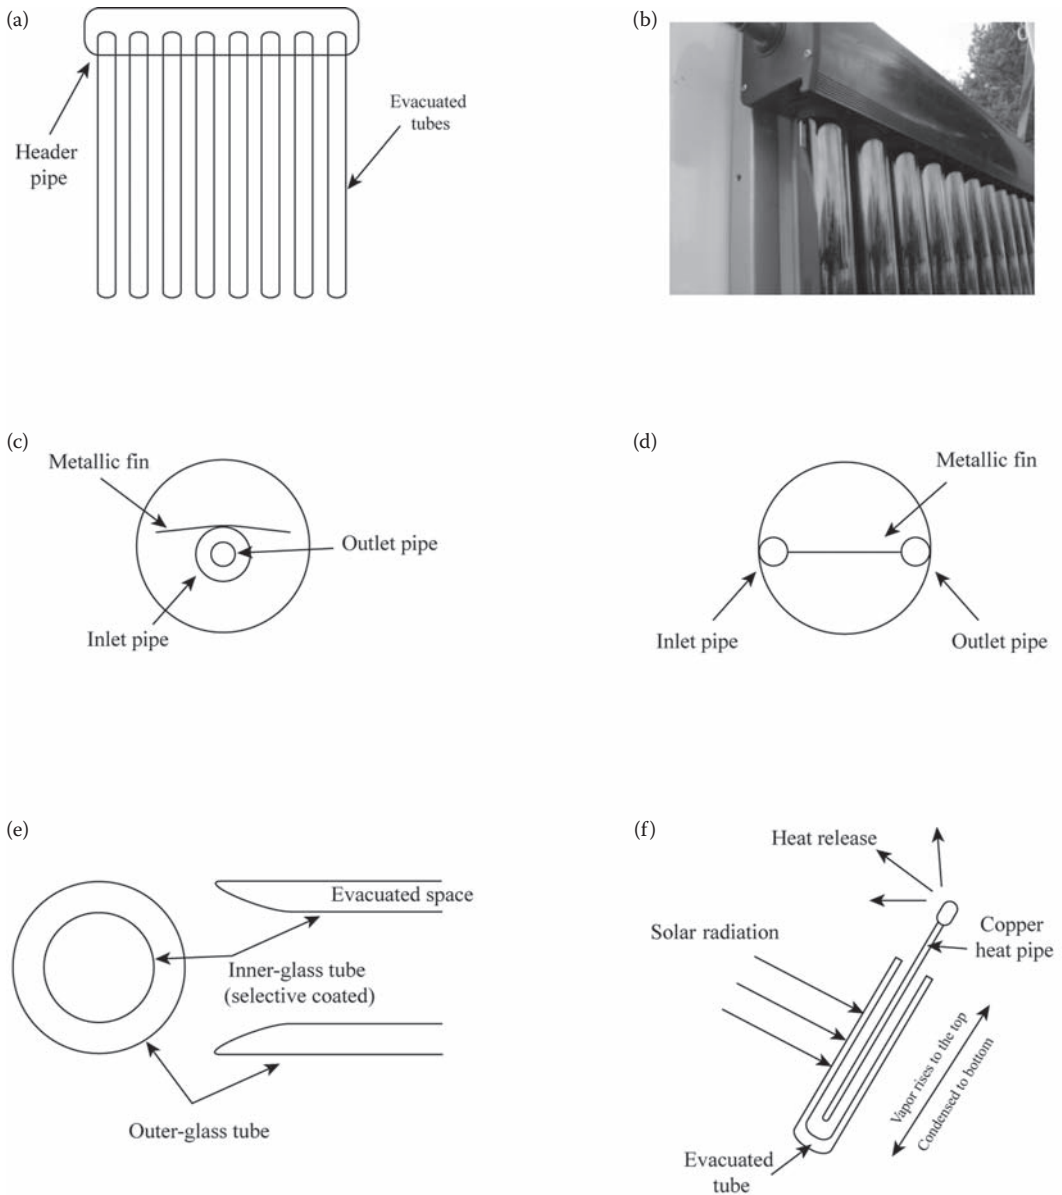 (a)
Header
pipe
Evacuated
tubes
(b)
(c)
Metallic fin
Outlet pipe
Inlet pipe
(d)
Metallic fin
Inlet pipe
Outlet pipe
(e)
Evacuated space
Inner-glass tube
(selective coated)
Outer-glass tube
(f)
Heat release
Solar radiation
Copper
heat pipe
Vapor rises to the top
Condensed to bottom
Evacuated
tube